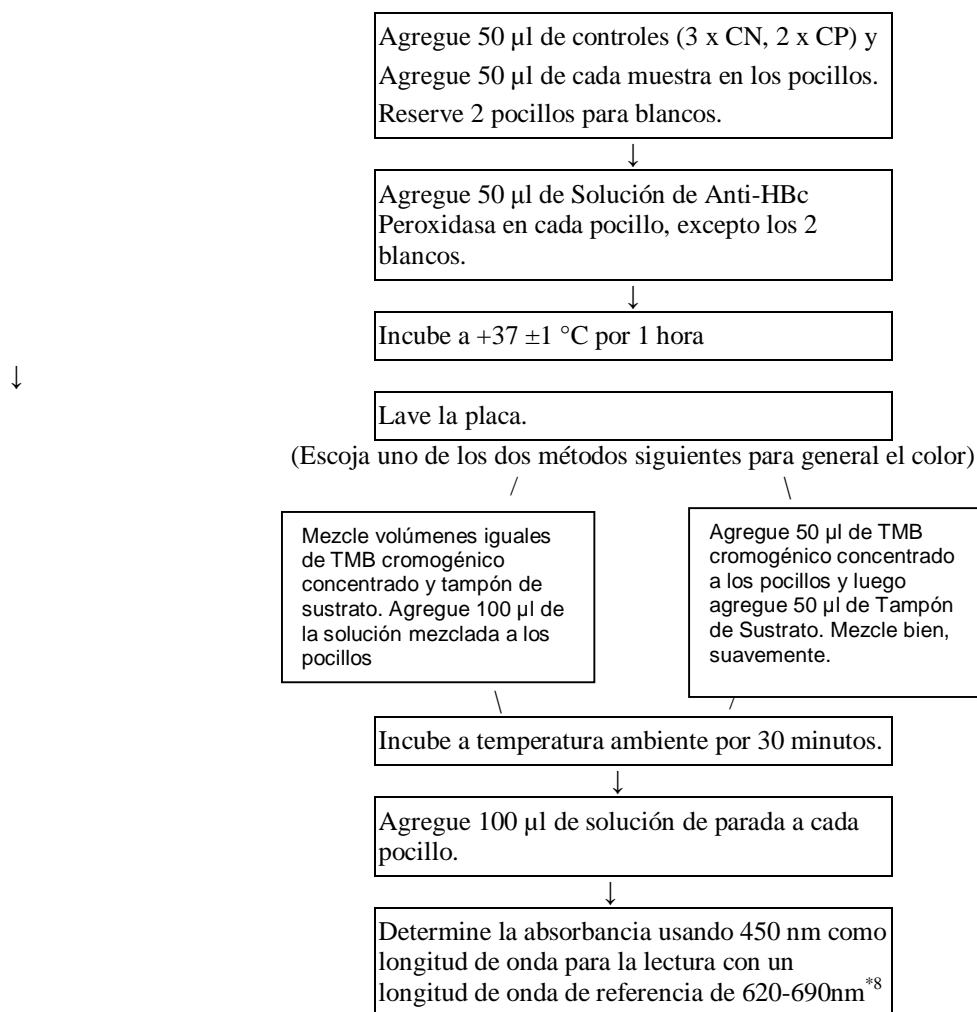 Agregue 50 µl de controles (3 x CN, 2 x CP) y
Agregue 50 µl de cada muestra en los pocillos.
Reserve 2 pocillos para blancos.
↓
Agregue 50 µl de Solución de Anti-HBc
Peroxidasa en cada pocillo, excepto los 2
blancos.
↓
Incube a +37 ±1 °C por 1 hora
↓
Lave la placa.
(Escoja uno de los dos métodos siguientes para general el color)
Mezcle volúmenes iguales
de TMB cromogénico
concentrado y tampón de
sustrato. Agregue 100 µl de
la solución mezclada a los
pocillos
Agregue 50 µl de TMB
cromogénico concentrado
a los pocillos y luego
agregue 50 µl de Tampón
de Sustrato. Mezcle bien,
suavemente.
Incube a temperatura ambiente por 30 minutos.
↓
Agregue 100 µl de solución de parada a cada
pocillo.
↓
Determine la absorbancia usando 450 nm como
longitud de onda para la lectura con un
longitud de onda de referencia de 620-690nm*8